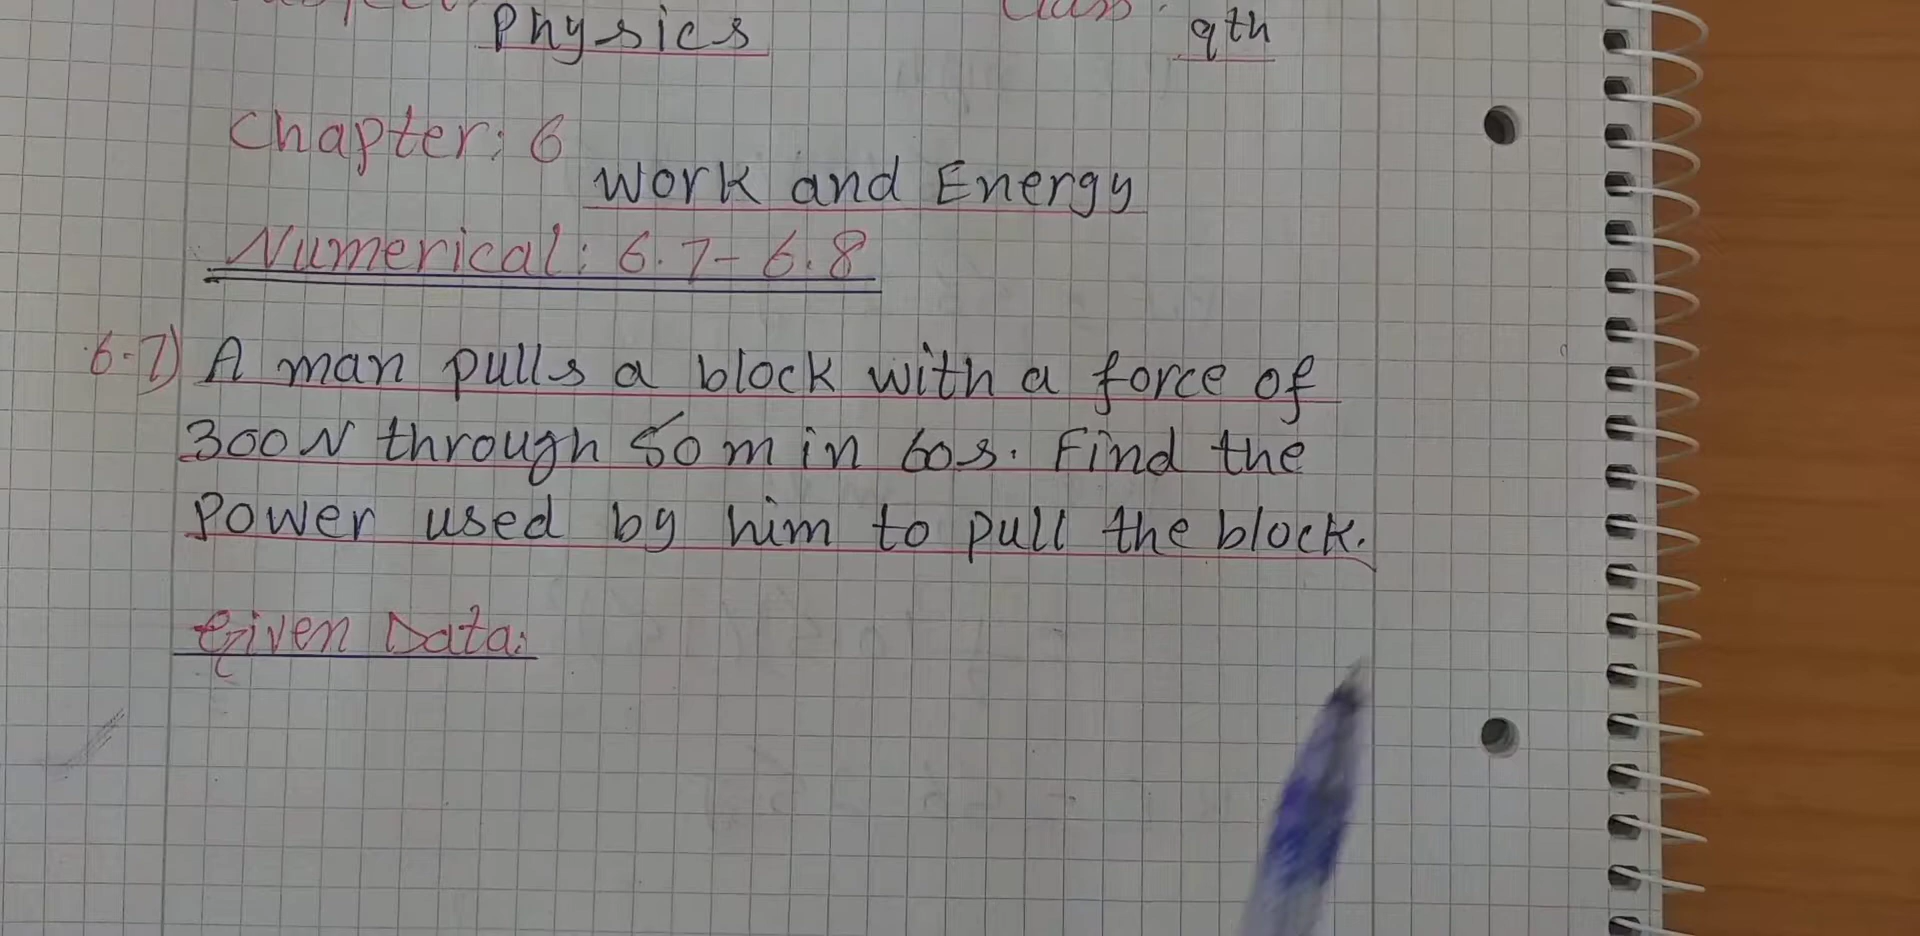 Physics
Class:
9th
Chapter: 6
Work and Energy
Numerical: 6.7- 6.8
6.7) A man pulls a block with a force of
300N through 50 m in 60s. Find the
Power used by him to pull the block.
Given Data: